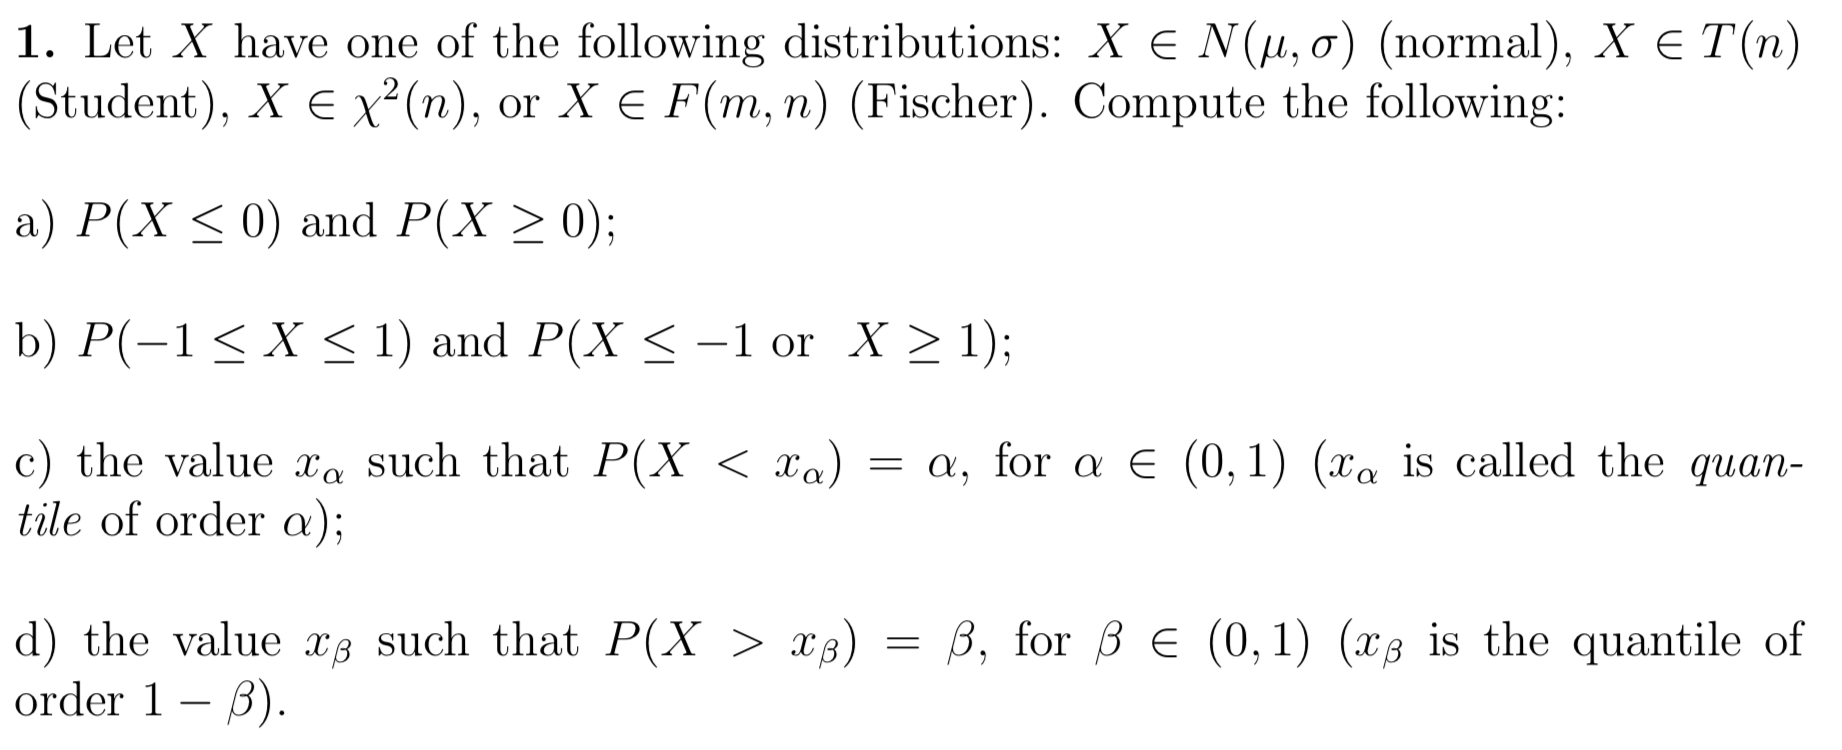 1. Let X have one of the following distributions: X ∈ N(μ, σ) (normal), X ∈ T(n)
(Student), X ∈ χ²(n), or X ∈ F(m, n) (Fischer). Compute the following:
a) P(X ≤ 0) and P(X ≥ 0);
b) P(−1 ≤ X ≤ 1) and P(X ≤ −1 or X ≥ 1);
c) the value x_α such that P(X < x_α) = α, for α ∈ (0, 1) (x_α is called the quan-
tile of order α);
d) the value x_β such that P(X > x_β) = β, for β ∈ (0, 1) (x_β is the quantile of
order 1 − β).